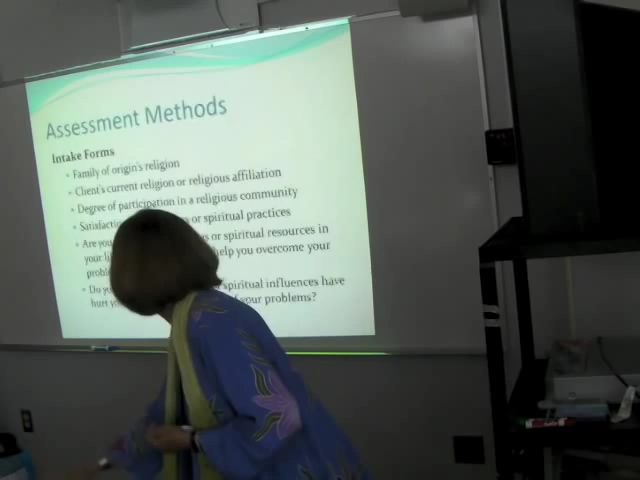 Assessment Methods
Intake Forms
Family of origin's religion
Client's current religion or religious affiliation
Degree of participation in a religious community
Satisfaction or spiritual practices
Are you or spiritual resources in
your help you overcome your
Do you spiritual influences have
hurt your problems?